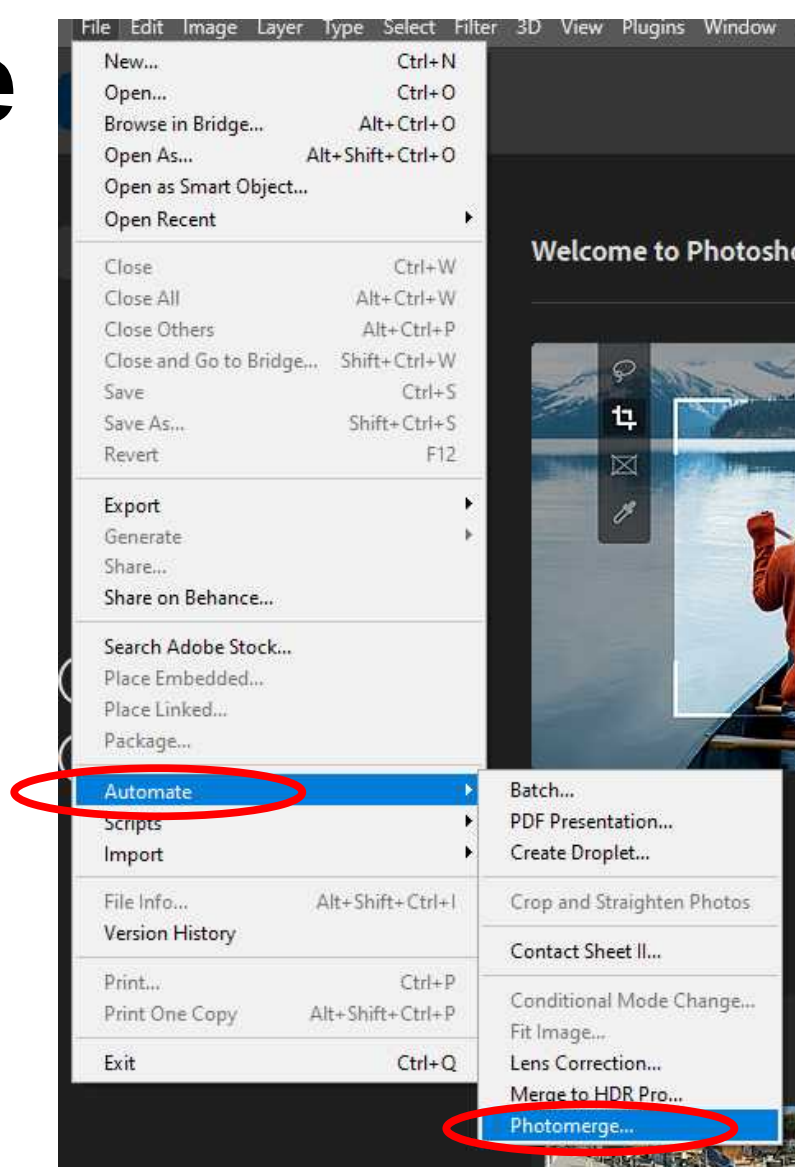 e
File Edit Image Layer Type Select Filter 3D View Plugins Window
New... Ctrl+N
Open... Ctrl+O
Browse in Bridge... Alt+Ctrl+O
Open As... Alt+Shift+Ctrl+O
Open as Smart Object...
Open Recent
Welcome to Photosho
Close Ctrl+W
Close All Alt+Ctrl+W
Close Others Alt+Ctrl+P
Close and Go to Bridge... Shift+Ctrl+W
Save Ctrl+S
Save As... Shift+Ctrl+S
Revert F12
Export
Generate
Share...
Share on Behance...
Search Adobe Stock...
Place Embedded...
Place Linked...
Package...
Automate
Scripts
Import
File Info... Alt+Shift+Ctrl+I
Version History
Print... Ctrl+P
Print One Copy Alt+Shift+Ctrl+P
Exit Ctrl+Q
Batch...
PDF Presentation...
Create Droplet...
Crop and Straighten Photos
Contact Sheet II...
Conditional Mode Change...
Fit Image...
Lens Correction...
Merge to HDR Pro...
Photomerge...